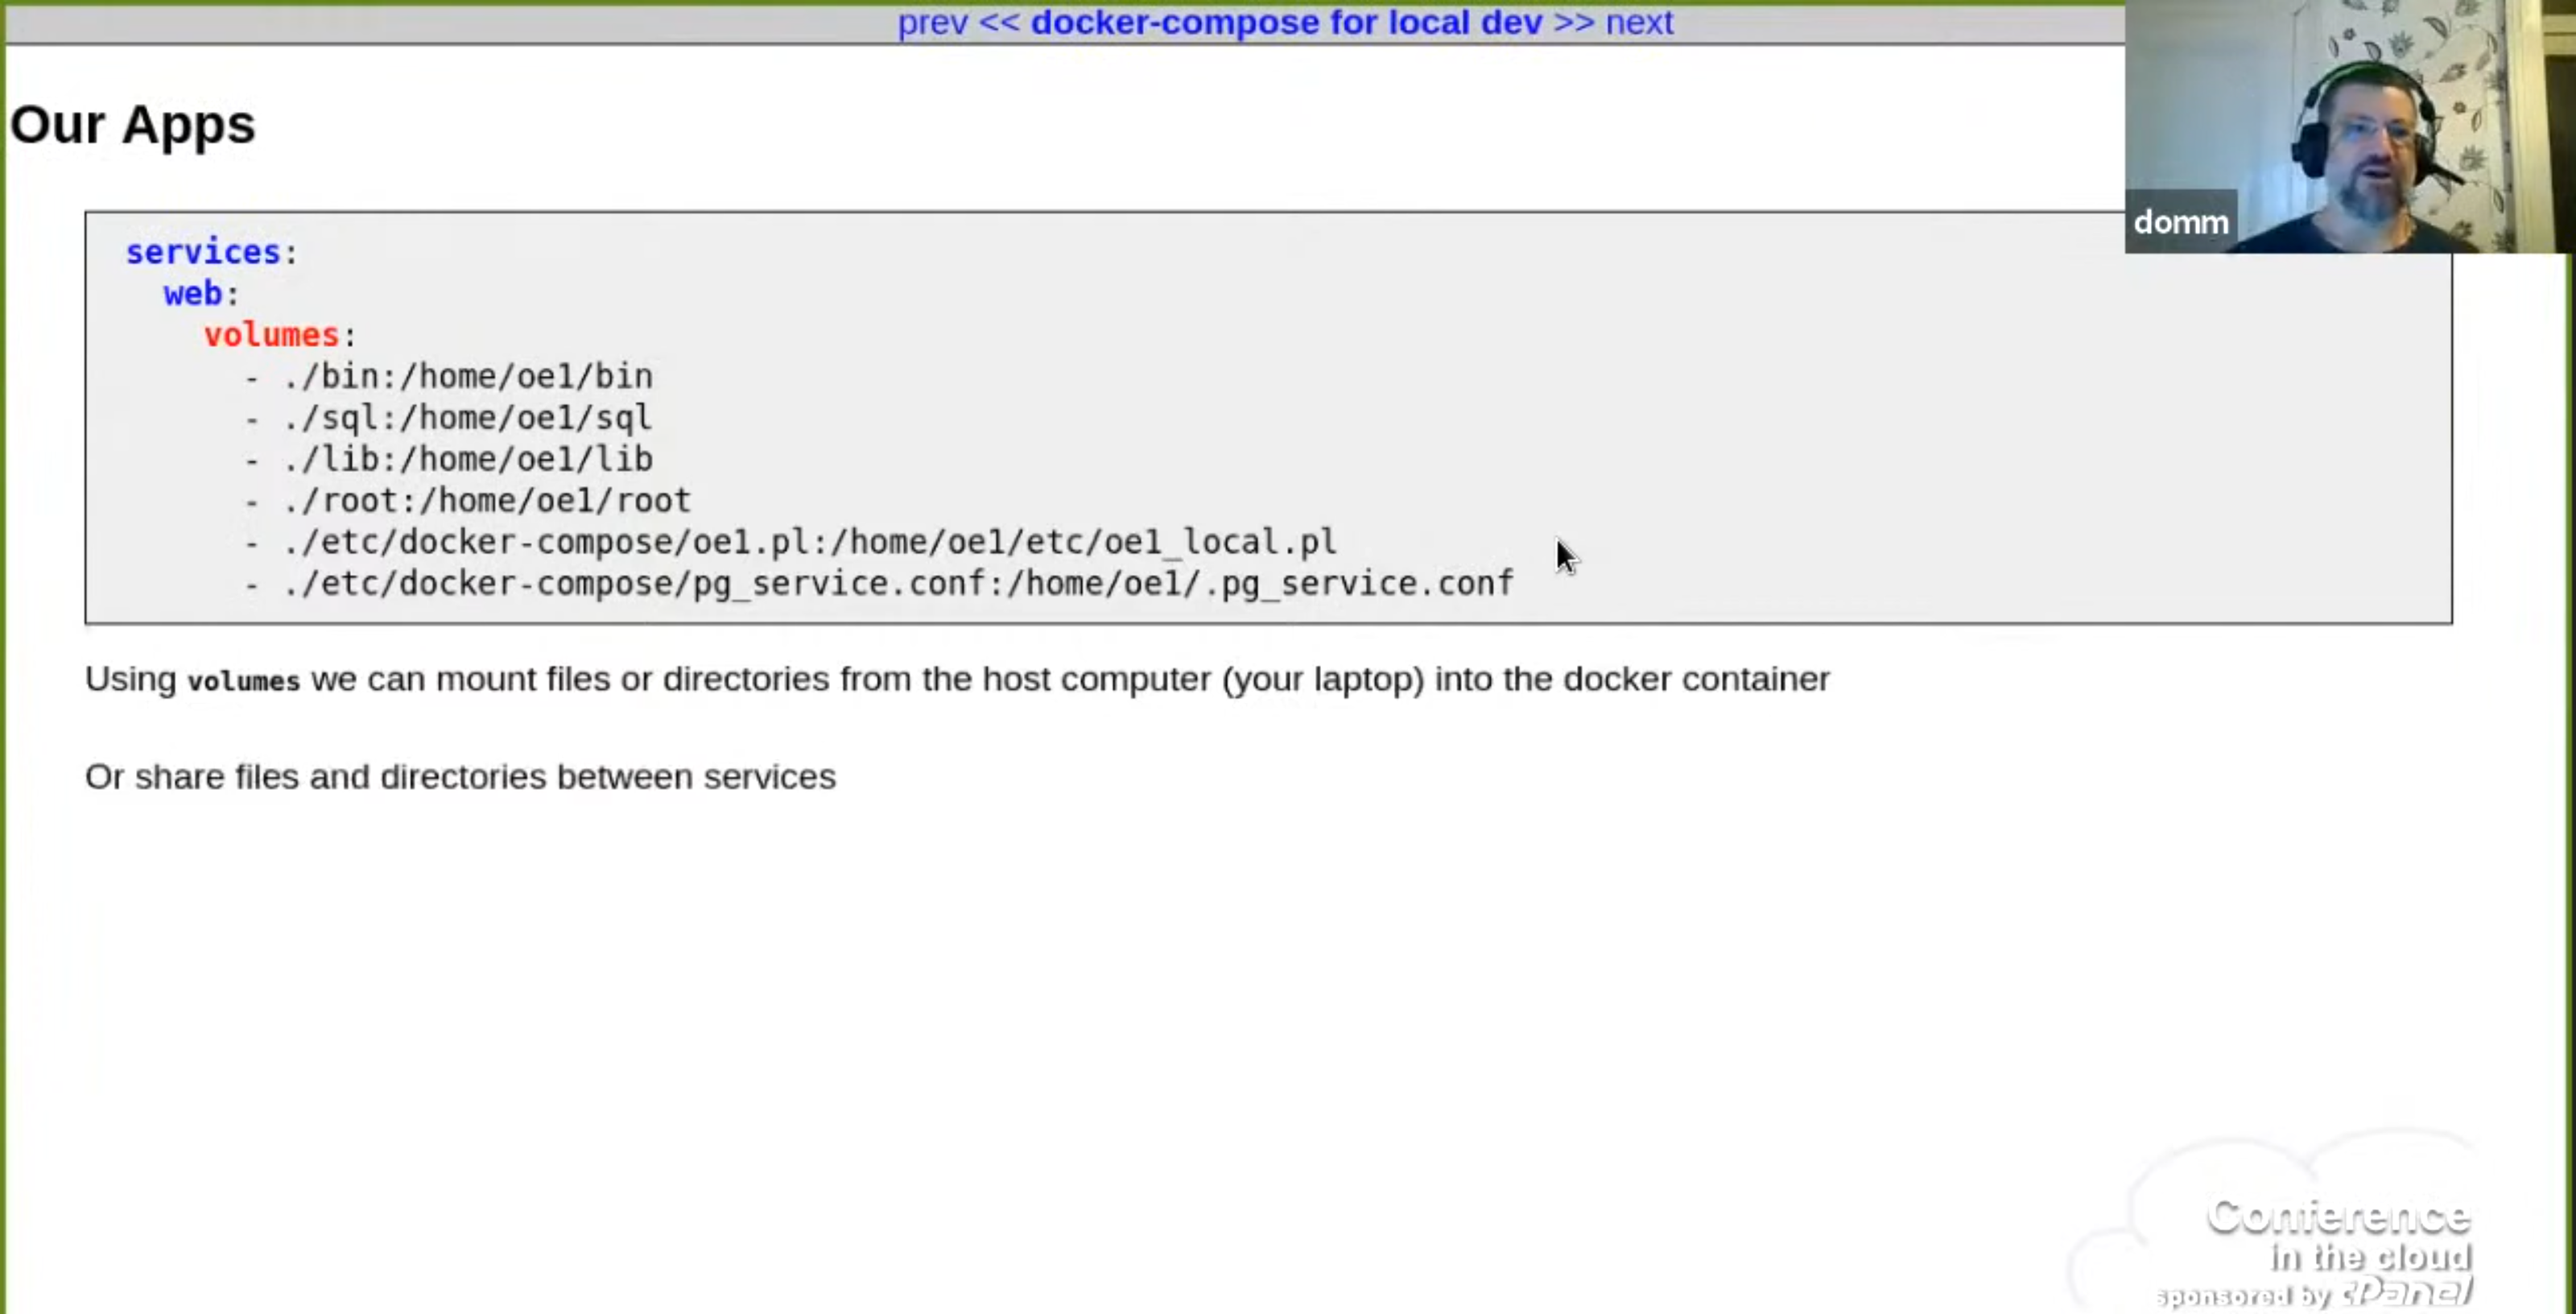 prev << docker-compose for local dev >> next
domm
Our Apps
services:
web:
volumes:
- ./bin:/home/oe1/bin
- ./sql:/home/oe1/sql
- ./lib:/home/oe1/lib
- ./root:/home/oe1/root
- ./etc/docker-compose/oe1.pl:/home/oe1/etc/oe1_local.pl
- ./etc/docker-compose/pg_service.conf:/home/oe1/.pg_service.conf
Using volumes we can mount files or directories from the host computer (your laptop) into the docker container
Or share files and directories between services
Conference
in the cloud
sponsored by cPanel